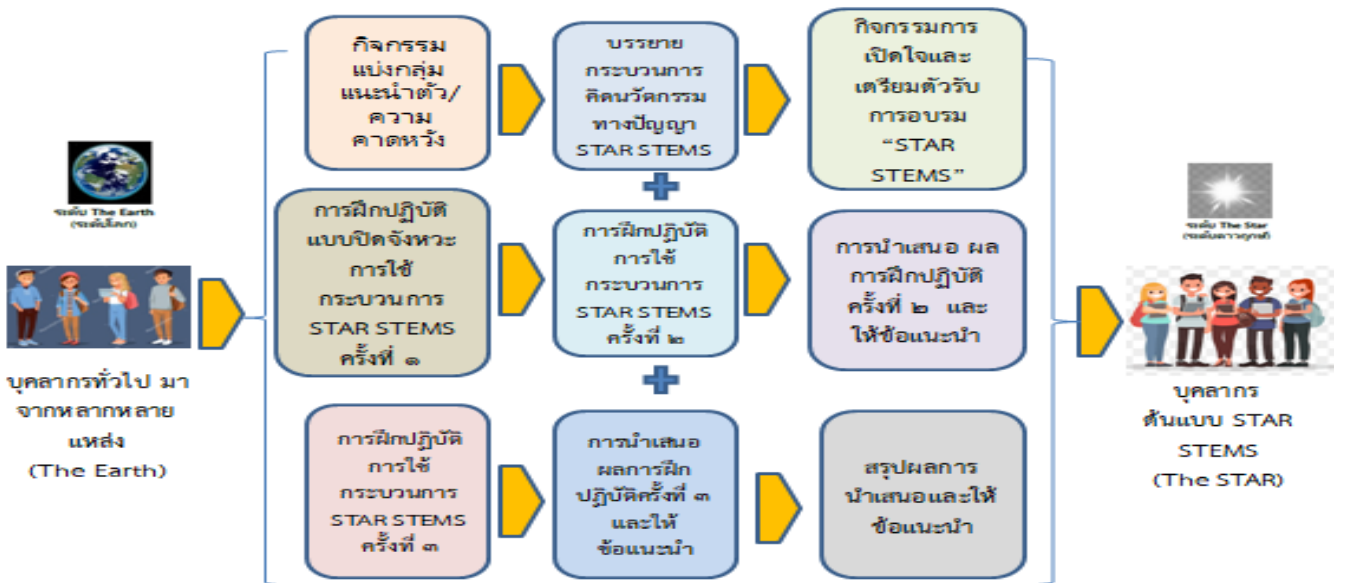 กิจกรรม
แบ่งกลุ่ม
แนะนำตัว/
ความ
คาดหวัง
บรรยาย
กระบวนการ
คิดนวัตกรรม
ทางปัญญา
STAR STEMS
กิจกรรมการ
เปิดใจและ
เตรียมตัวรับ
การอบรม
“STAR
STEMS”
ระดับ The Earth
(ระดับโลก)
บุคลากรทั่วไป มา
จากหลากหลาย
แหล่ง
(The Earth)
การฝึกปฏิบัติ
แบบปิดจังหวะ
การใช้
กระบวนการ
STAR STEMS
ครั้งที่ ๑
การฝึกปฏิบัติ
การใช้
กระบวนการ
STAR STEMS
ครั้งที่ ๒
การนำเสนอ ผล
การฝึกปฏิบัติ
ครั้งที่ ๒ และ
ให้ข้อแนะนำ
การฝึกปฏิบัติ
การใช้
กระบวนการ
STAR STEMS
ครั้งที่ ๓
การนำเสนอ
ผลการฝึก
ปฏิบัติครั้งที่ ๓
และให้
ข้อแนะนำ
สรุปผลการ
นำเสนอและให้
ข้อแนะนำ
ระดับ The Star
(ระดับดาวฤกษ์)
บุคลากร
ต้นแบบ STAR
STEMS
(The STAR)